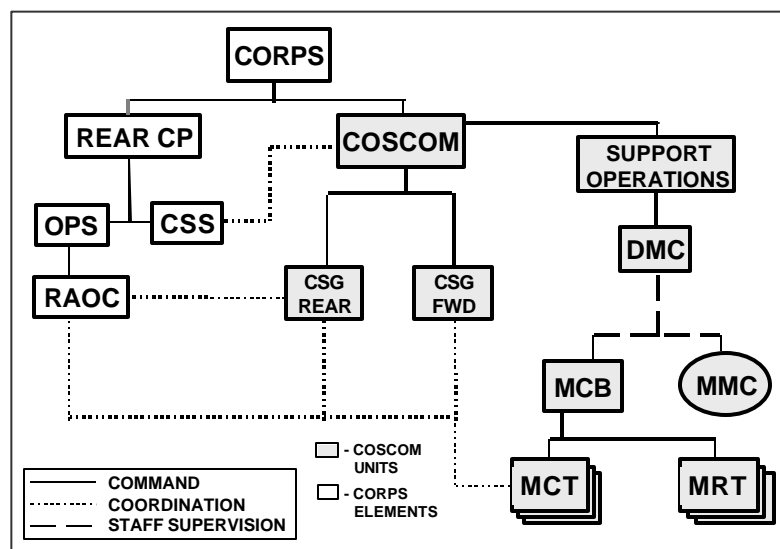 CORPS
REAR CP
COSCOM
SUPPORT
OPERATIONS
OPS
CSS
DMC
RAOC
CSG
REAR
CSG
FWD
MCB
MMC
MCT
MRT
COMMAND
COORDINATION
STAFF SUPERVISION
- COSCOM
UNITS
- CORPS
ELEMENTS